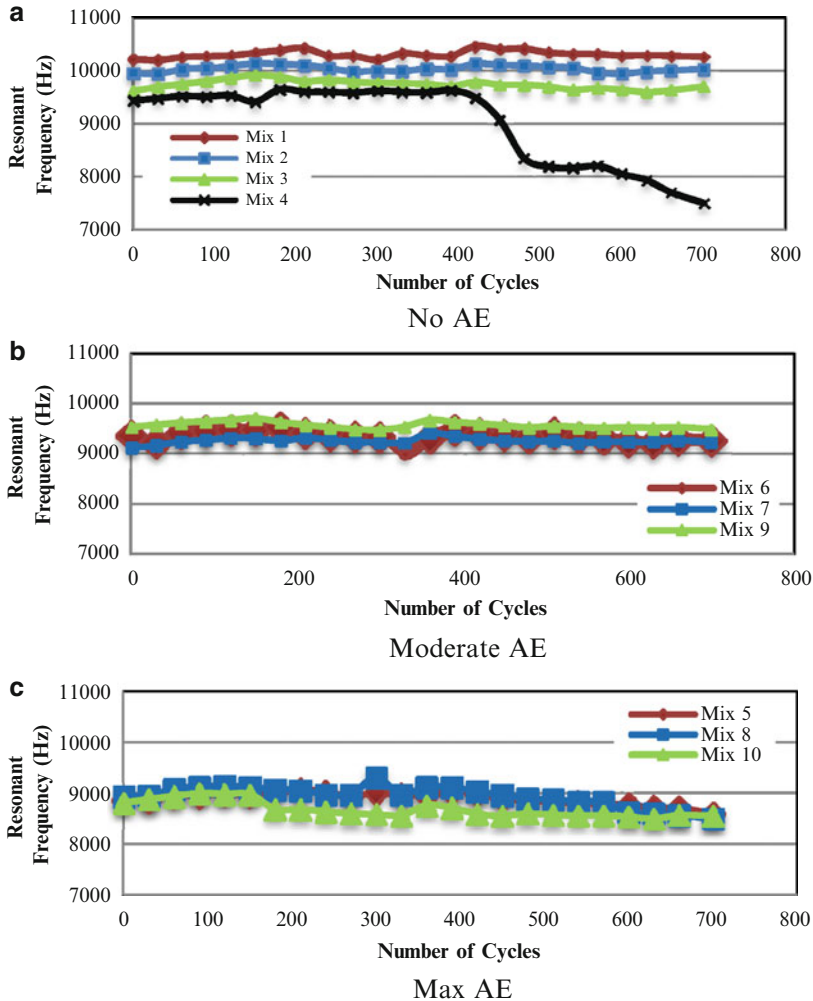 a
11000
10000
9000
8000
7000
Resonant
Frequency (Hz)
Mix 1
Mix 2
Mix 3
Mix 4
0 100 200 300 400 500 600 700 800
Number of Cycles
No AE
b
11000
10000
9000
8000
7000
Resonant
Frequency (Hz)
Mix 6
Mix 7
Mix 9
0 200 400 600 800
Number of Cycles
Moderate AE
c
11000
10000
9000
8000
7000
Resonant
Frequency (Hz)
Mix 5
Mix 8
Mix 10
0 100 200 300 400 500 600 700 800
Number of Cycles
Max AE